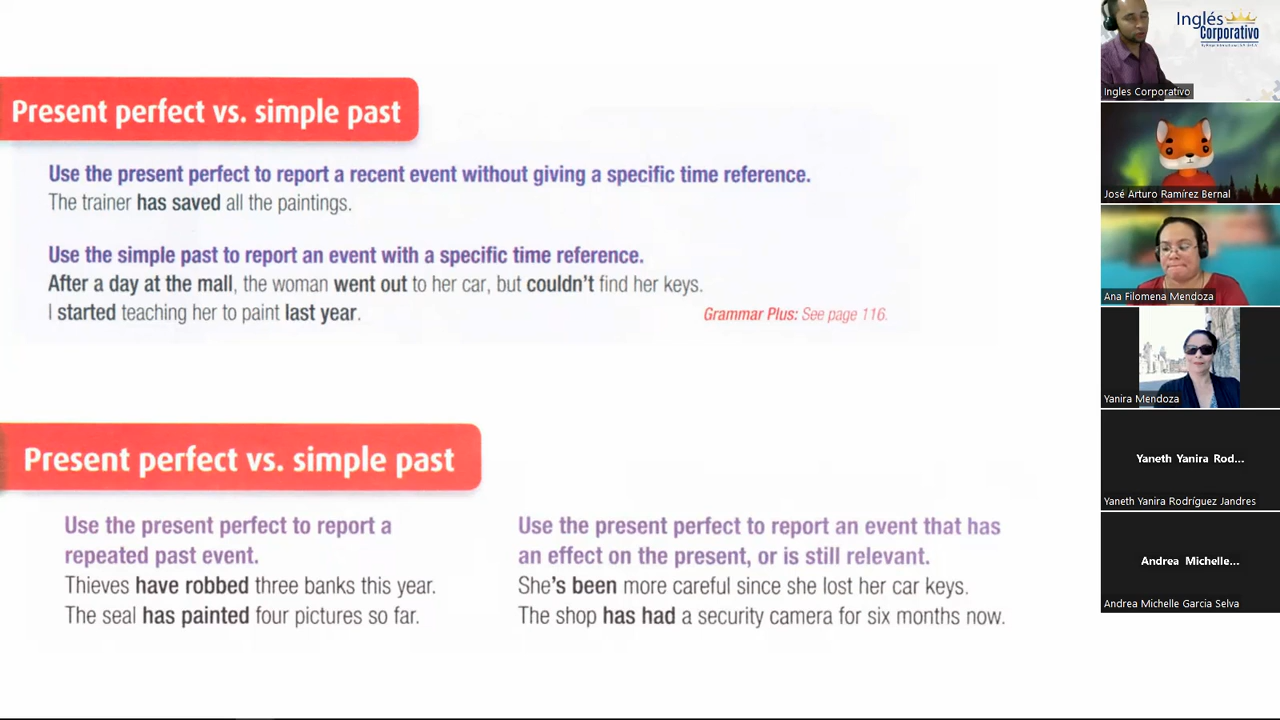 Present perfect vs. simple past
Use the present perfect to report a recent event without giving a specific time reference.
The trainer has saved all the paintings.
Use the simple past to report an event with a specific time reference.
After a day at the mall, the woman went out to her car, but couldn't find her keys.
I started teaching her to paint last year.
Grammar Plus: See page 116.
Present perfect vs. simple past
Use the present perfect to report a
repeated past event.
Thieves have robbed three banks this year.
The seal has painted four pictures so far.
Use the present perfect to report an event that has
an effect on the present, or is still relevant.
She's been more careful since she lost her car keys.
The shop has had a security camera for six months now.
Inglés
Corporativo
Ingles Corporativo
José Arturo Ramírez Bernal
Ana Filomena Mendoza
Yanira Mendoza
Yaneth Yanira Rod...
Yaneth Yanira Rodríguez Jandres
Andrea Michelle...
Andrea Michelle Garcia Selva